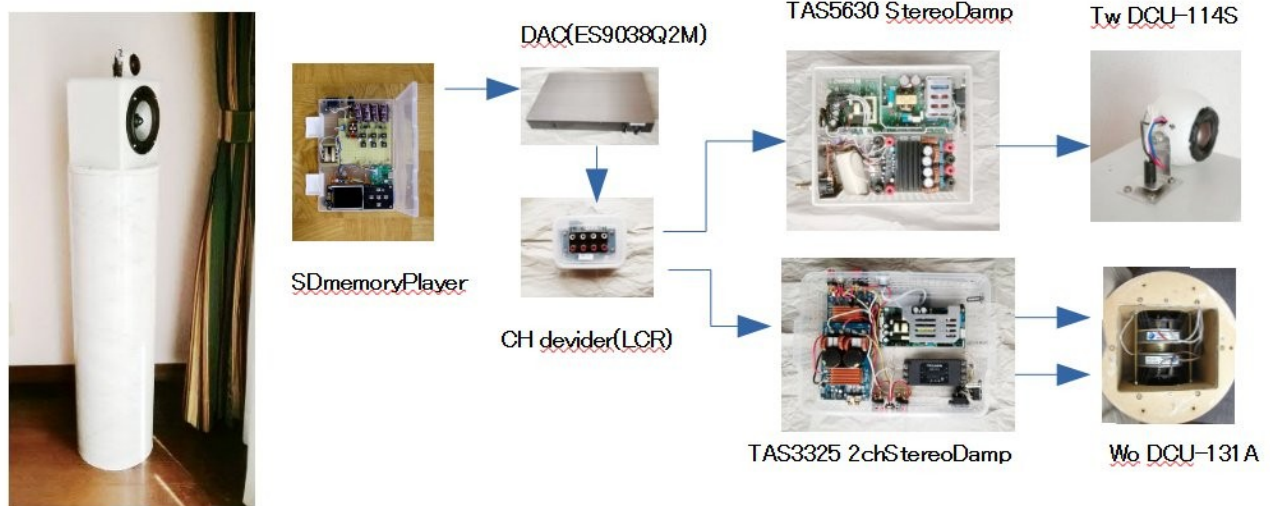 TAS5630 StereoDamp
Tw DCU-114S
DAC(ES9038Q2M)
SDmemoryPlayer
CH devider(LCR)
TAS3325 2chStereoDamp
Wo DCU-131A